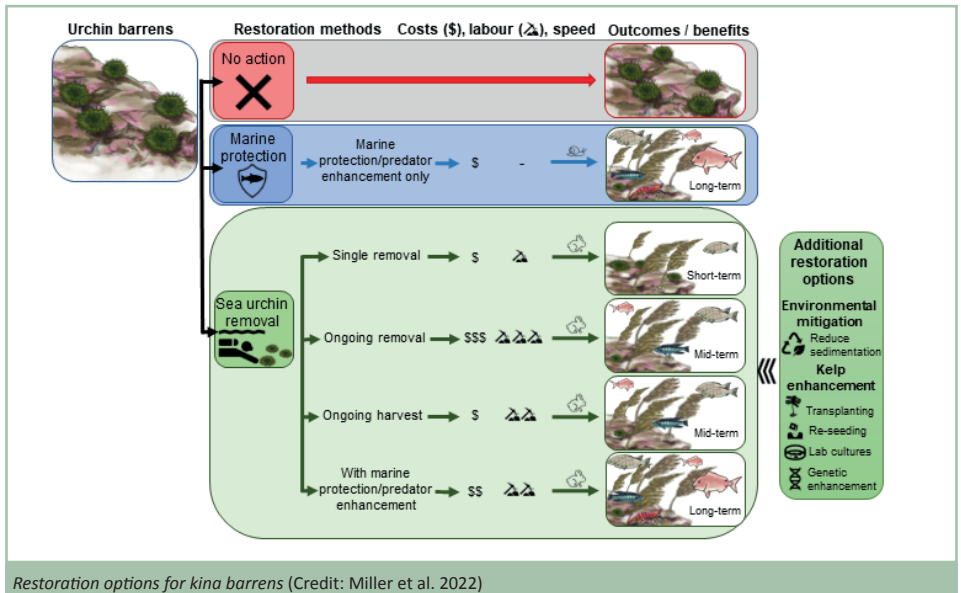 Urchin barrens
Restoration methods
Costs ($), labour ( ), speed
Outcomes / benefits
No action
Marine
protection
Marine
protection/predator
enhancement only
$
-
Long-term
Sea urchin
removal
Single removal
$
Short-term
Ongoing removal
$$$
Mid-term
Ongoing harvest
$
Mid-term
With marine
protection/predator
enhancement
$$
Long-term
Additional
restoration
options
Environmental
mitigation
Reduce
sedimentation
Kelp
enhancement
Transplanting
Re-seeding
Lab cultures
Genetic
enhancement
Restoration options for kina barrens (Credit: Miller et al. 2022)